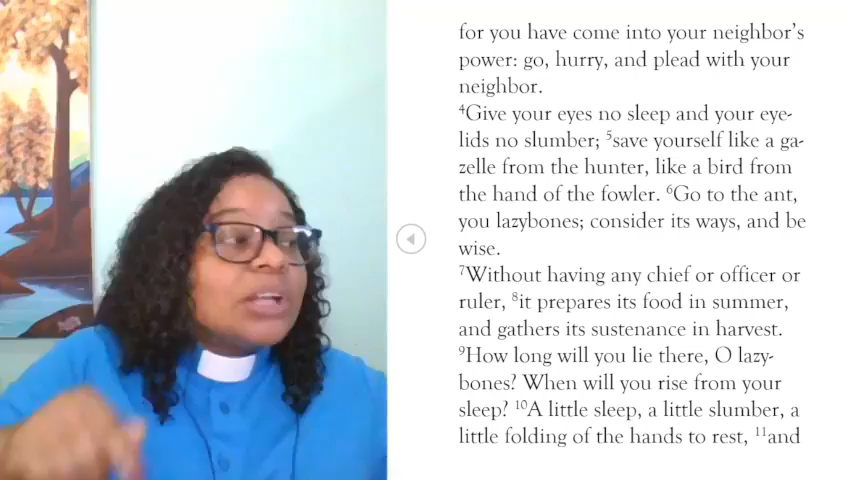 for you have come into your neighbor's
power: go, hurry, and plead with your
neighbor.
⁴Give your eyes no sleep and your eye-
lids no slumber; ⁵save yourself like a ga-
zelle from the hunter, like a bird from
the hand of the fowler. ⁶Go to the ant,
you lazybones; consider its ways, and be
wise.
⁷Without having any chief or officer or
ruler, ⁸it prepares its food in summer,
and gathers its sustenance in harvest.
⁹How long will you lie there, O lazy-
bones? When will you rise from your
sleep? ¹⁰A little sleep, a little slumber, a
little folding of the hands to rest, ¹¹and